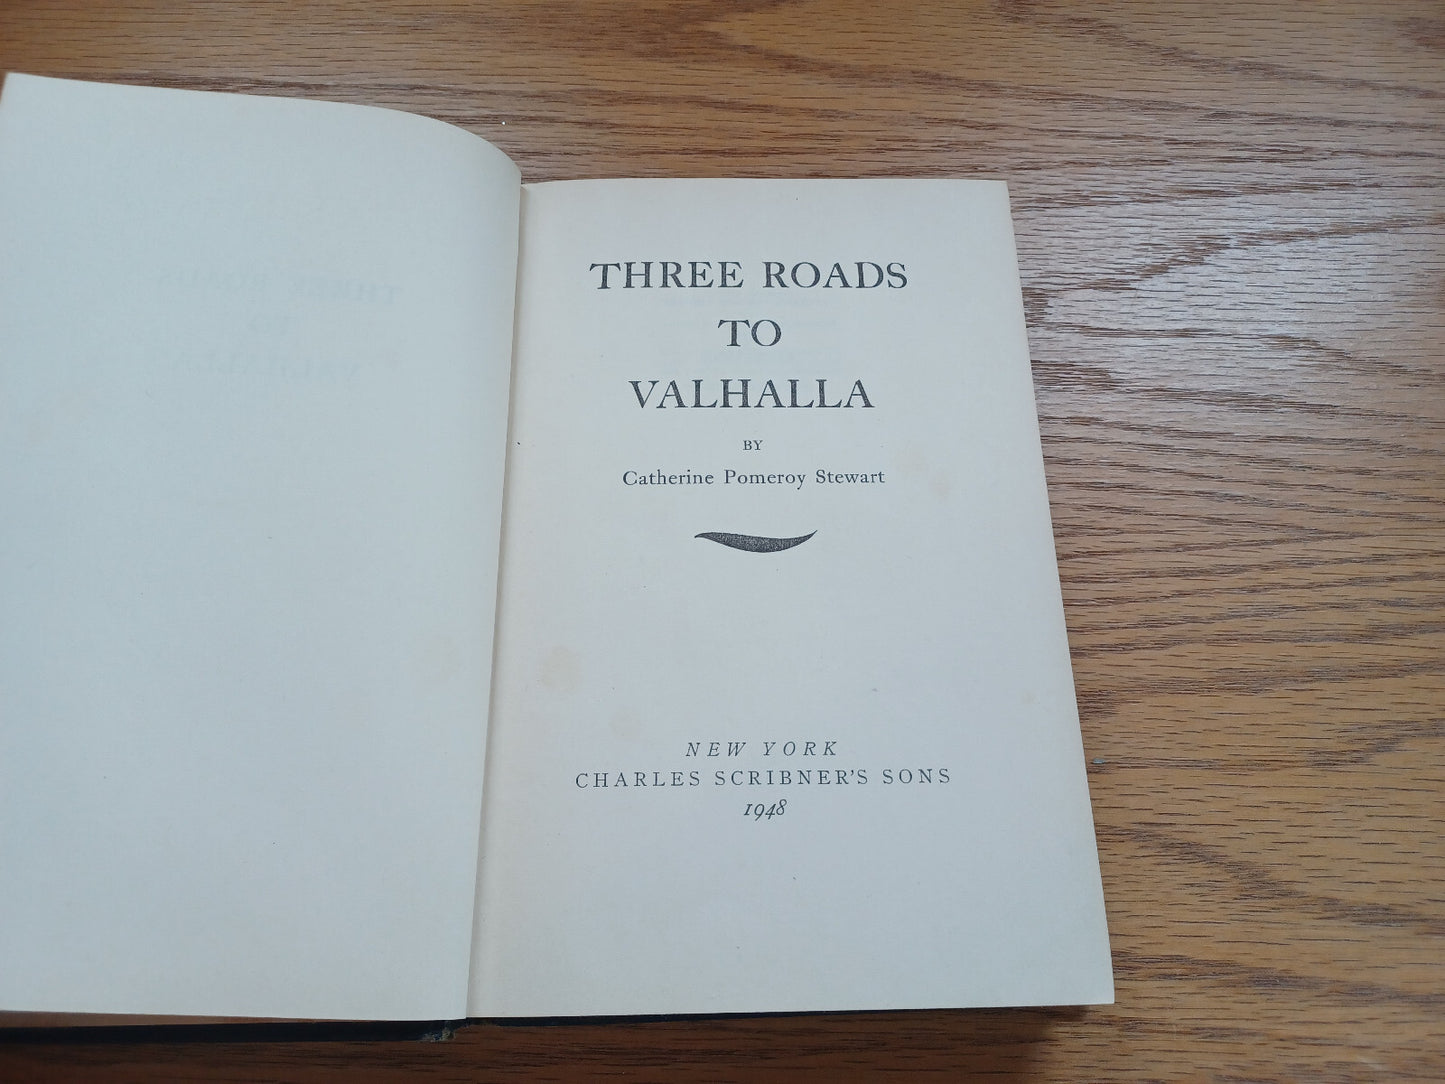 THREE ROADS
TO
VALHALLA
BY
Catherine Pomeroy Stewart
NEW YORK
CHARLES SCRIBNER'S SONS
1948